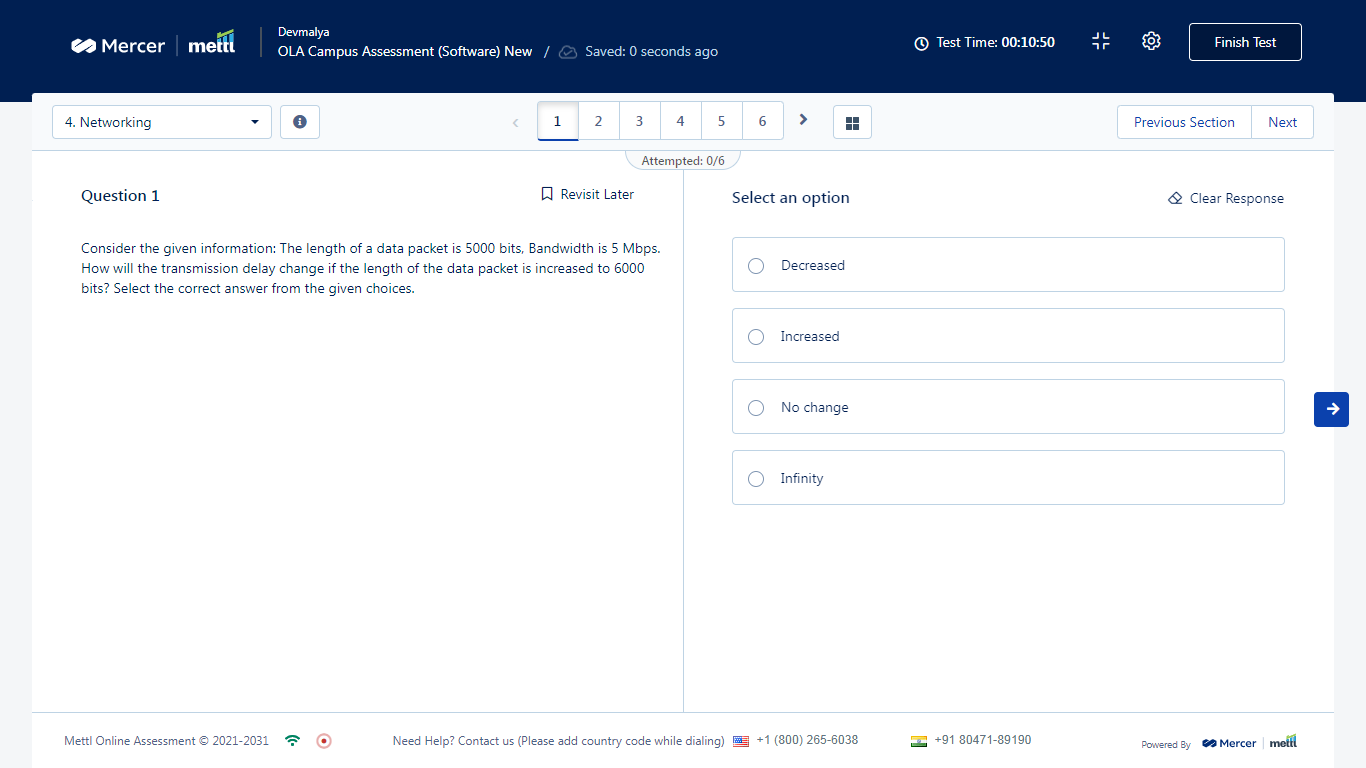 Mercer mettl
Devmalya
OLA Campus Assessment (Software) New / Saved: 0 seconds ago
Test Time: 00:10:50
Finish Test
4. Networking
1 2 3 4 5 6
Previous Section Next
Attempted: 0/6
Question 1
Revisit Later
Consider the given information: The length of a data packet is 5000 bits, Bandwidth is 5 Mbps.
How will the transmission delay change if the length of the data packet is increased to 6000
bits? Select the correct answer from the given choices.
Select an option
Clear Response
Decreased
Increased
No change
Infinity
Mettl Online Assessment © 2021-2031
Need Help? Contact us (Please add country code while dialing) +1 (800) 265-6038 +91 80471-89190
Powered By Mercer mettl